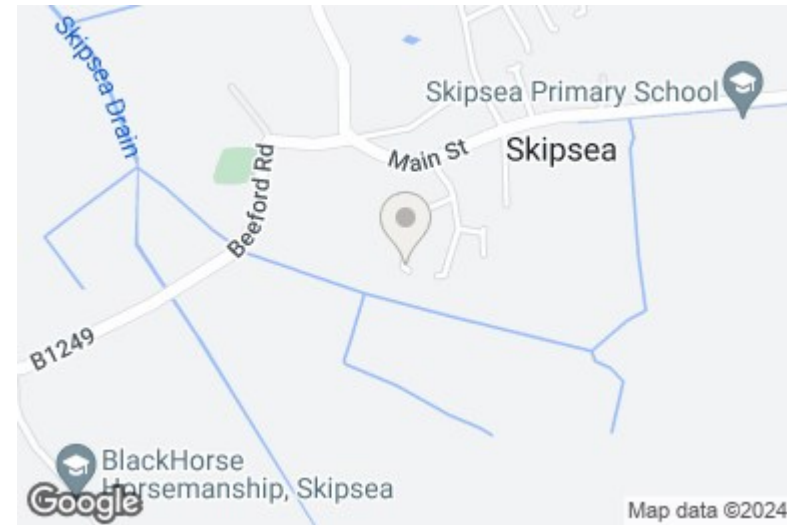 Skipsea Drain
Skipsea Primary School
Main St
Skipsea
Beeford Rd
B1249
BlackHorse
Horsemanship, Skipsea
Google
Map data ©2024